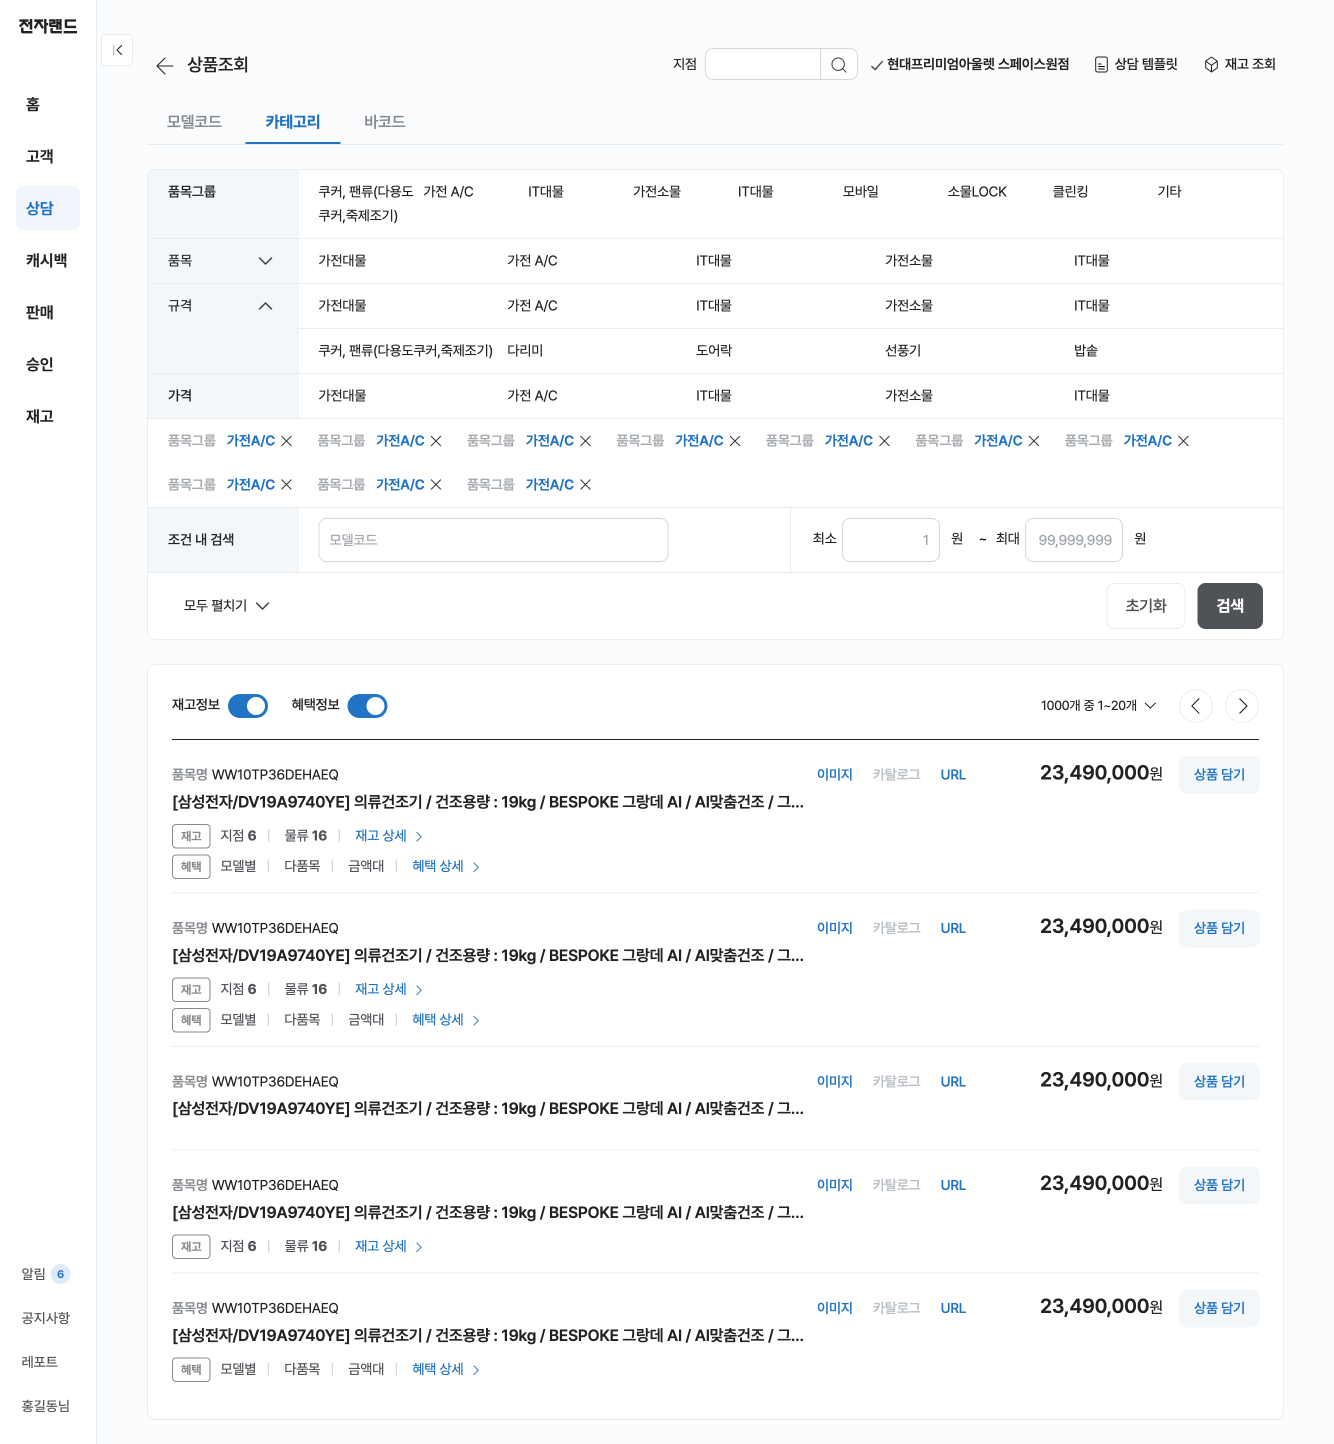 전자랜드
홈
고객
상담
캐시백
판매
승인
재고
알림 6
공지사항
레포트
홍길동님
상품조회
지점
현대프리미엄아울렛 스페이스원점
상담 템플릿
재고 조회
모델코드 카테고리 바코드
품목그룹 쿠커, 팬류(다용도 가전 A/C IT대물 가전소물 IT대물 모바일 소물LOCK 클린킹 기타
쿠커,죽제조기)
품목 가전대물 가전 A/C IT대물 가전소물 IT대물
규격 가전대물 가전 A/C IT대물 가전소물 IT대물
쿠커, 팬류(다용도쿠커,죽제조기) 다리미 도어락 선풍기 밥솥
가격 가전대물 가전 A/C IT대물 가전소물 IT대물
품목그룹 가전A/C 품목그룹 가전A/C 품목그룹 가전A/C 품목그룹 가전A/C 품목그룹 가전A/C 품목그룹 가전A/C 품목그룹 가전A/C
품목그룹 가전A/C 품목그룹 가전A/C 품목그룹 가전A/C
조건 내 검색 모델코드 최소 1 원 ~ 최대 99,999,999 원
모두 펼치기 초기화 검색
재고정보 혜택정보 1000개 중 1~20개
품목명 WW10TP36DEHAEQ 이미지 카탈로그 URL 23,490,000원 상품 담기
[삼성전자/DV19A9740YE] 의류건조기 / 건조용량 : 19kg / BESPOKE 그랑데 AI / AI맞춤건조 / 그...
재고 지점 6 물류 16 재고 상세
혜택 모델별 다품목 금액대 혜택 상세
품목명 WW10TP36DEHAEQ 이미지 카탈로그 URL 23,490,000원 상품 담기
[삼성전자/DV19A9740YE] 의류건조기 / 건조용량 : 19kg / BESPOKE 그랑데 AI / AI맞춤건조 / 그...
재고 지점 6 물류 16 재고 상세
혜택 모델별 다품목 금액대 혜택 상세
품목명 WW10TP36DEHAEQ 이미지 카탈로그 URL 23,490,000원 상품 담기
[삼성전자/DV19A9740YE] 의류건조기 / 건조용량 : 19kg / BESPOKE 그랑데 AI / AI맞춤건조 / 그...
품목명 WW10TP36DEHAEQ 이미지 카탈로그 URL 23,490,000원 상품 담기
[삼성전자/DV19A9740YE] 의류건조기 / 건조용량 : 19kg / BESPOKE 그랑데 AI / AI맞춤건조 / 그...
재고 지점 6 물류 16 재고 상세
품목명 WW10TP36DEHAEQ 이미지 카탈로그 URL 23,490,000원 상품 담기
[삼성전자/DV19A9740YE] 의류건조기 / 건조용량 : 19kg / BESPOKE 그랑데 AI / AI맞춤건조 / 그...
혜택 모델별 다품목 금액대 혜택 상세